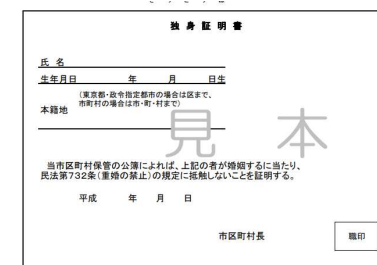 独身証明書
氏 名
生年月日 年 月 日生
(東京都・政令指定都市の場合は区まで、
市町村の場合は市・町・村まで)
本籍地
見 本
当市区町村保管の公簿によれば、上記の者が婚姻するに当たり、
民法第732条(重婚の禁止)の規定に抵触しないことを証明する。
平成 年 月 日
市区町村長 職印